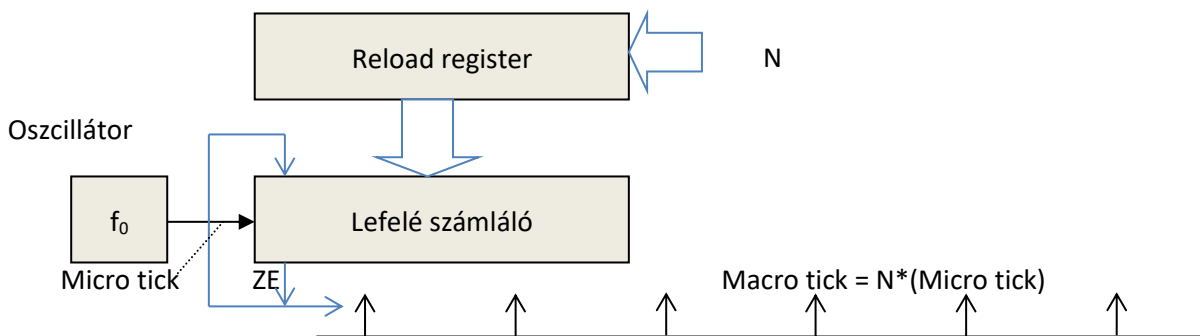 Reload register
N
Oszcillátor
f₀
Lefelé számláló
Micro tick
ZE
Macro tick = N*(Micro tick)